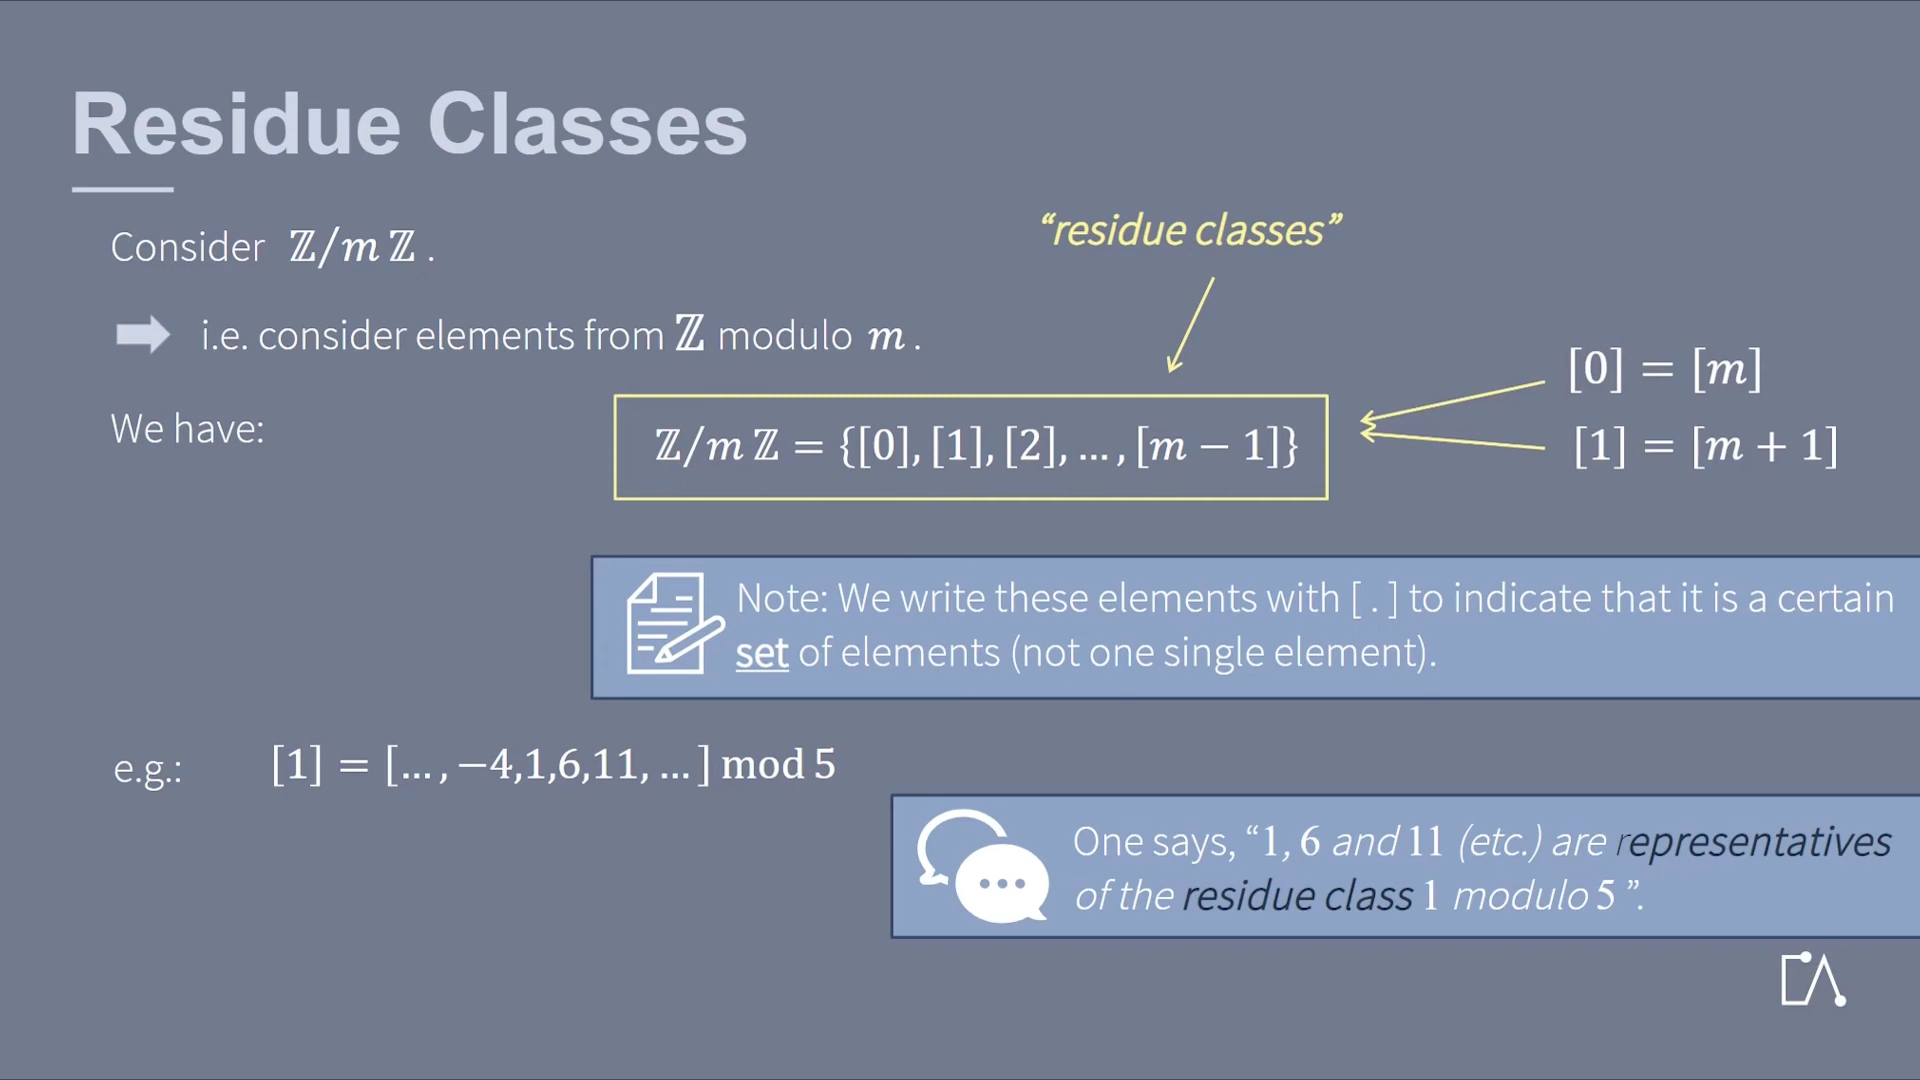 Residue Classes
Consider ℤ/m ℤ .
“residue classes”
i.e. consider elements from ℤ modulo m .
[0] = [m]
We have:
ℤ/m ℤ = {[0], [1], [2], … , [m − 1]}
[1] = [m + 1]
Note: We write these elements with [ . ] to indicate that it is a certain
set of elements (not one single element).
e.g.: [1] = [… , −4,1,6,11, … ] mod 5
One says, “1, 6 and 11 (etc.) are representatives
of the residue class 1 modulo 5 ”.